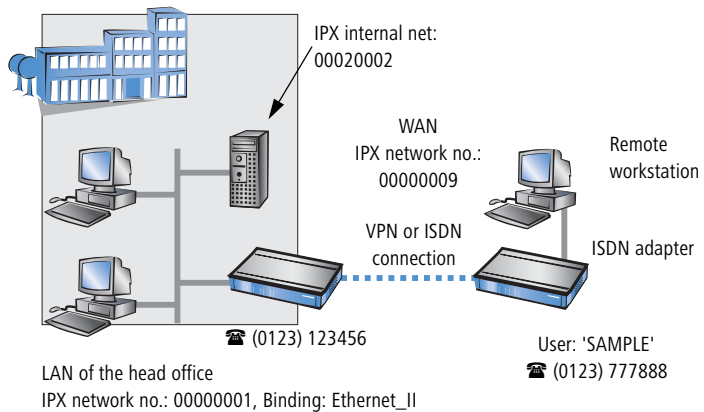 IPX internal net:
00020002
WAN
IPX network no.:
00000009
Remote
workstation
VPN or ISDN
connection
ISDN adapter
☎ (0123) 123456
User: 'SAMPLE'
☎ (0123) 777888
LAN of the head office
IPX network no.: 00000001, Binding: Ethernet_II